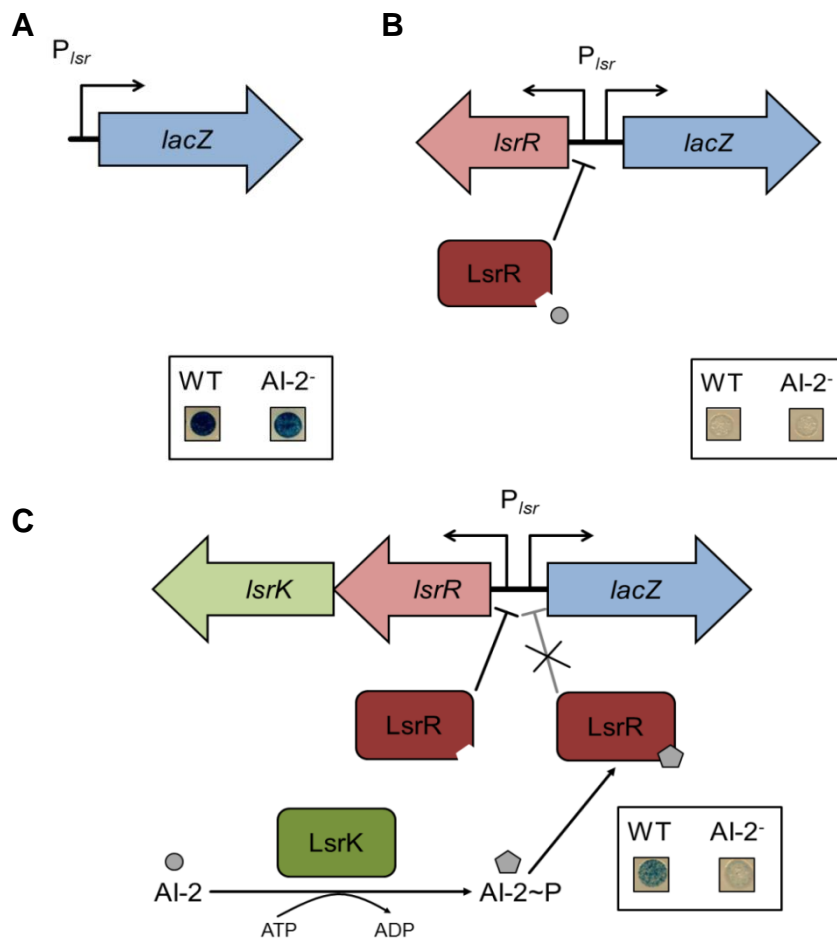 A
P lsr
lacZ
WT AI-2-
B
P lsr
lsrR lacZ
LsrR
WT AI-2-
C
P lsr
lsrK lsrR lacZ
LsrR LsrR
LsrK
AI-2 AI-2~P
ATP ADP
WT AI-2-